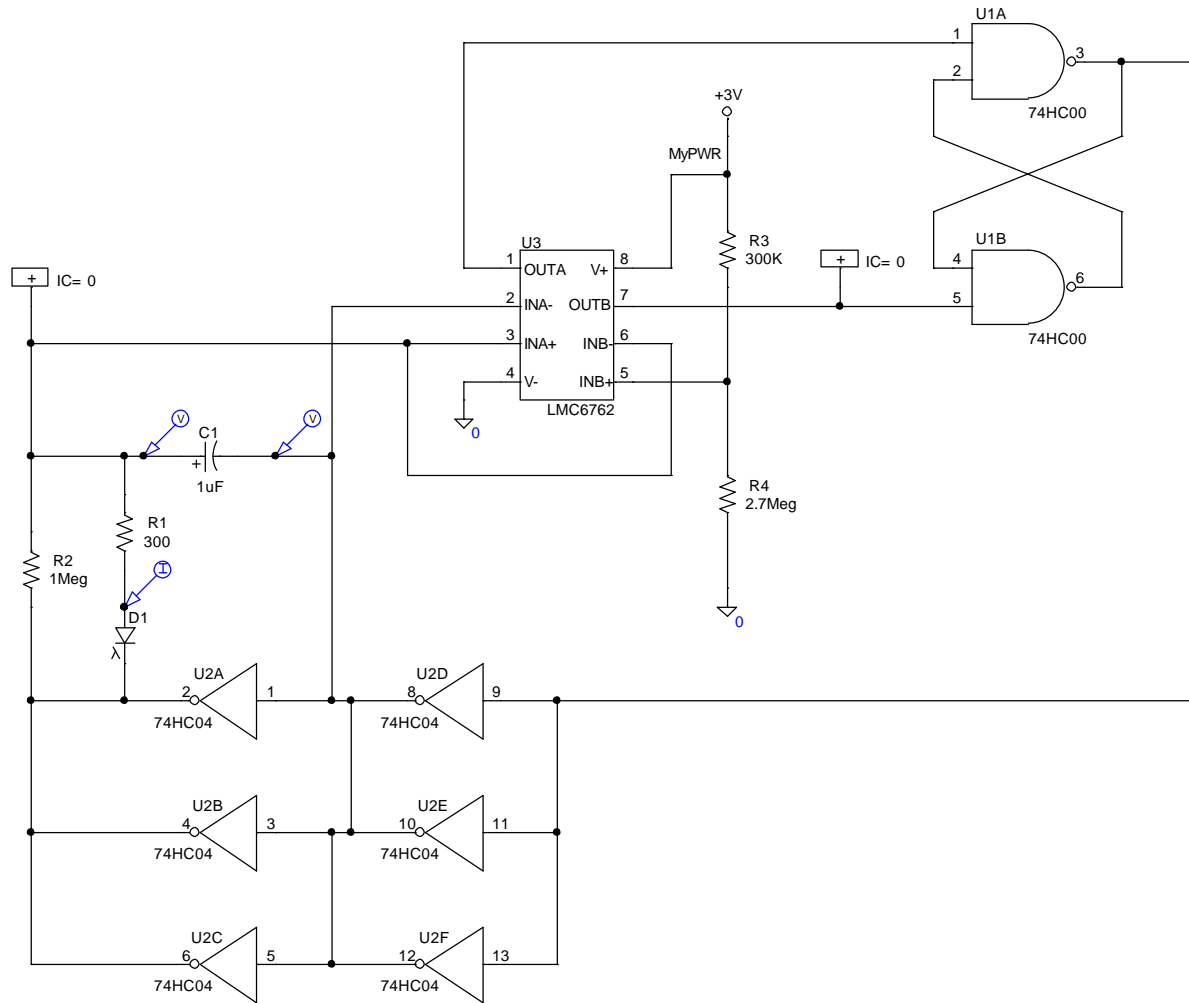 U1A
1
3
2
74HC00
+3V
MyPWR
U3
R3
300K
U1B
+
IC= 0
1
OUTA
V+
8
+
IC= 0
4
6
2
INA-
OUTB
7
5
3
INA+
INB-
6
74HC00
4
V-
INB+
5
LMC6762
0
V
V
C1
+
1uF
R4
2.7Meg
R1
300
R2
1Meg
I
D1
λ
0
U2A
2
1
74HC04
U2D
8
9
74HC04
U2B
4
3
74HC04
U2E
10
11
74HC04
U2C
6
5
74HC04
U2F
12
13
74HC04